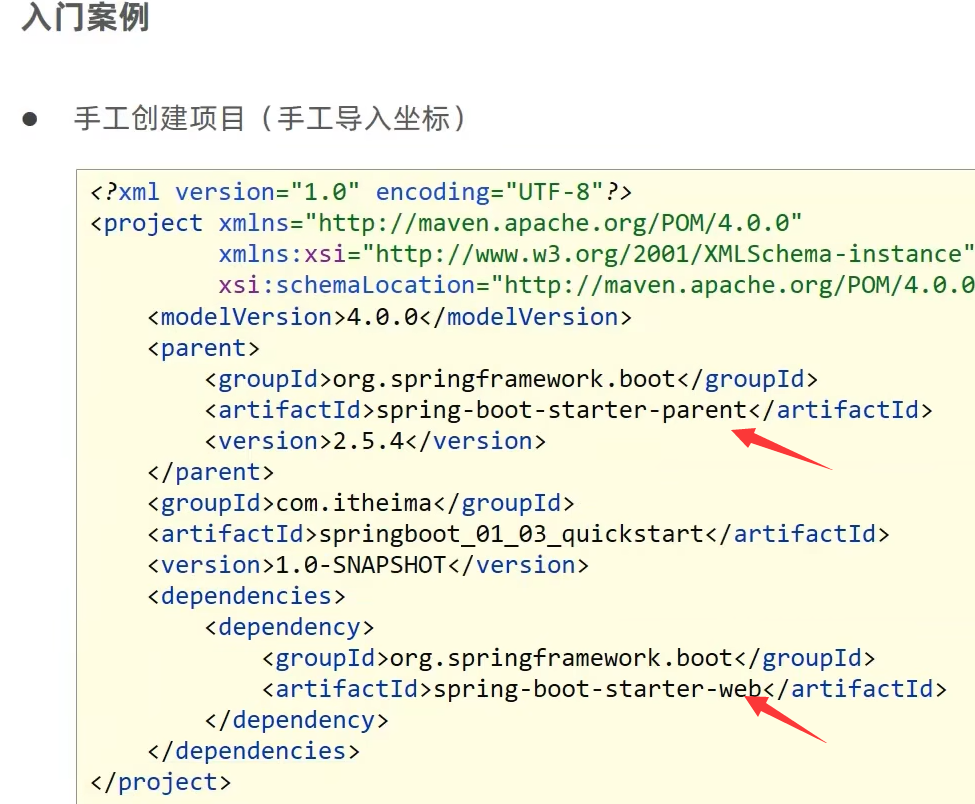 入门案例
● 手工创建项目（手工导入坐标）
<?xml version="1.0" encoding="UTF-8"?>
<project xmlns="http://maven.apache.org/POM/4.0.0"
xmlns:xsi="http://www.w3.org/2001/XMLSchema-instance"
xsi:schemaLocation="http://maven.apache.org/POM/4.0.0
<modelVersion>4.0.0</modelVersion>
<parent>
<groupId>org.springframework.boot</groupId>
<artifactId>spring-boot-starter-parent</artifactId>
<version>2.5.4</version>
</parent>
<groupId>com.itheima</groupId>
<artifactId>springboot_01_03_quickstart</artifactId>
<version>1.0-SNAPSHOT</version>
<dependencies>
<dependency>
<groupId>org.springframework.boot</groupId>
<artifactId>spring-boot-starter-web</artifactId>
</dependency>
</dependencies>
</project>